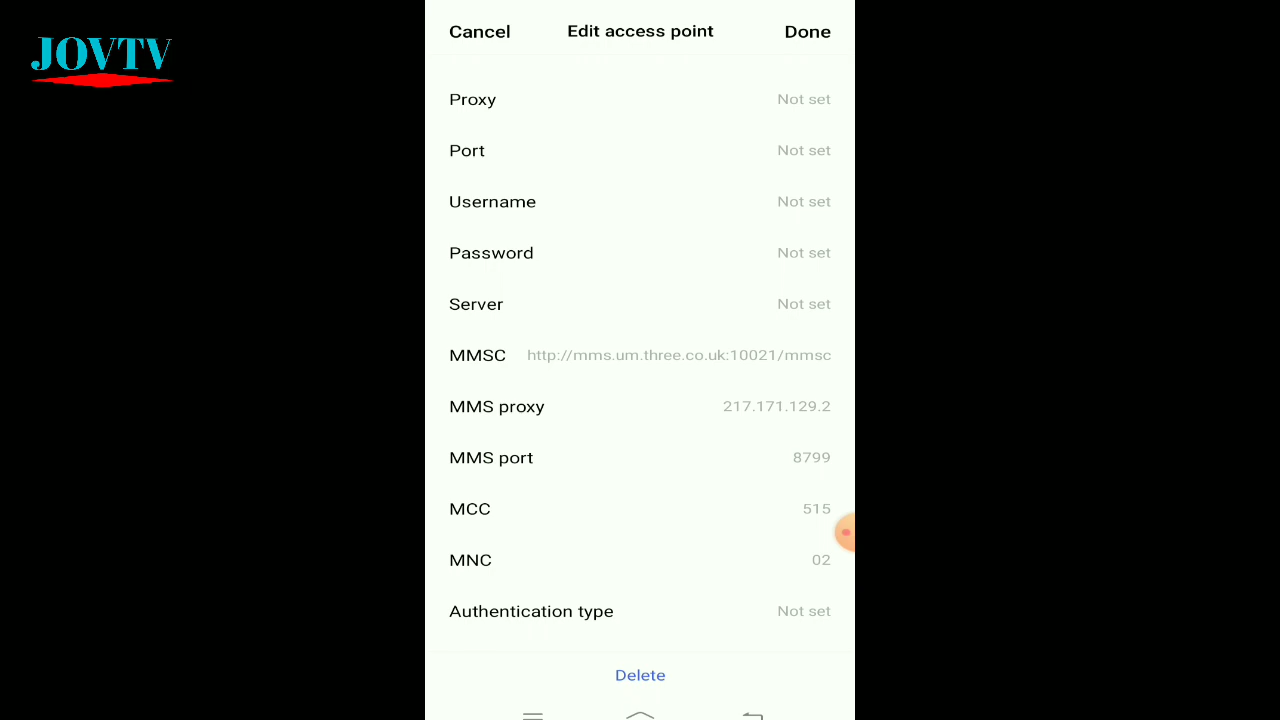 JOVTV
Cancel Edit access point Done
Proxy Not set
Port Not set
Username Not set
Password Not set
Server Not set
MMSC http://mms.um.three.co.uk:10021/mmsc
MMS proxy 217.171.129.2
MMS port 8799
MCC 515
MNC 02
Authentication type Not set
Delete